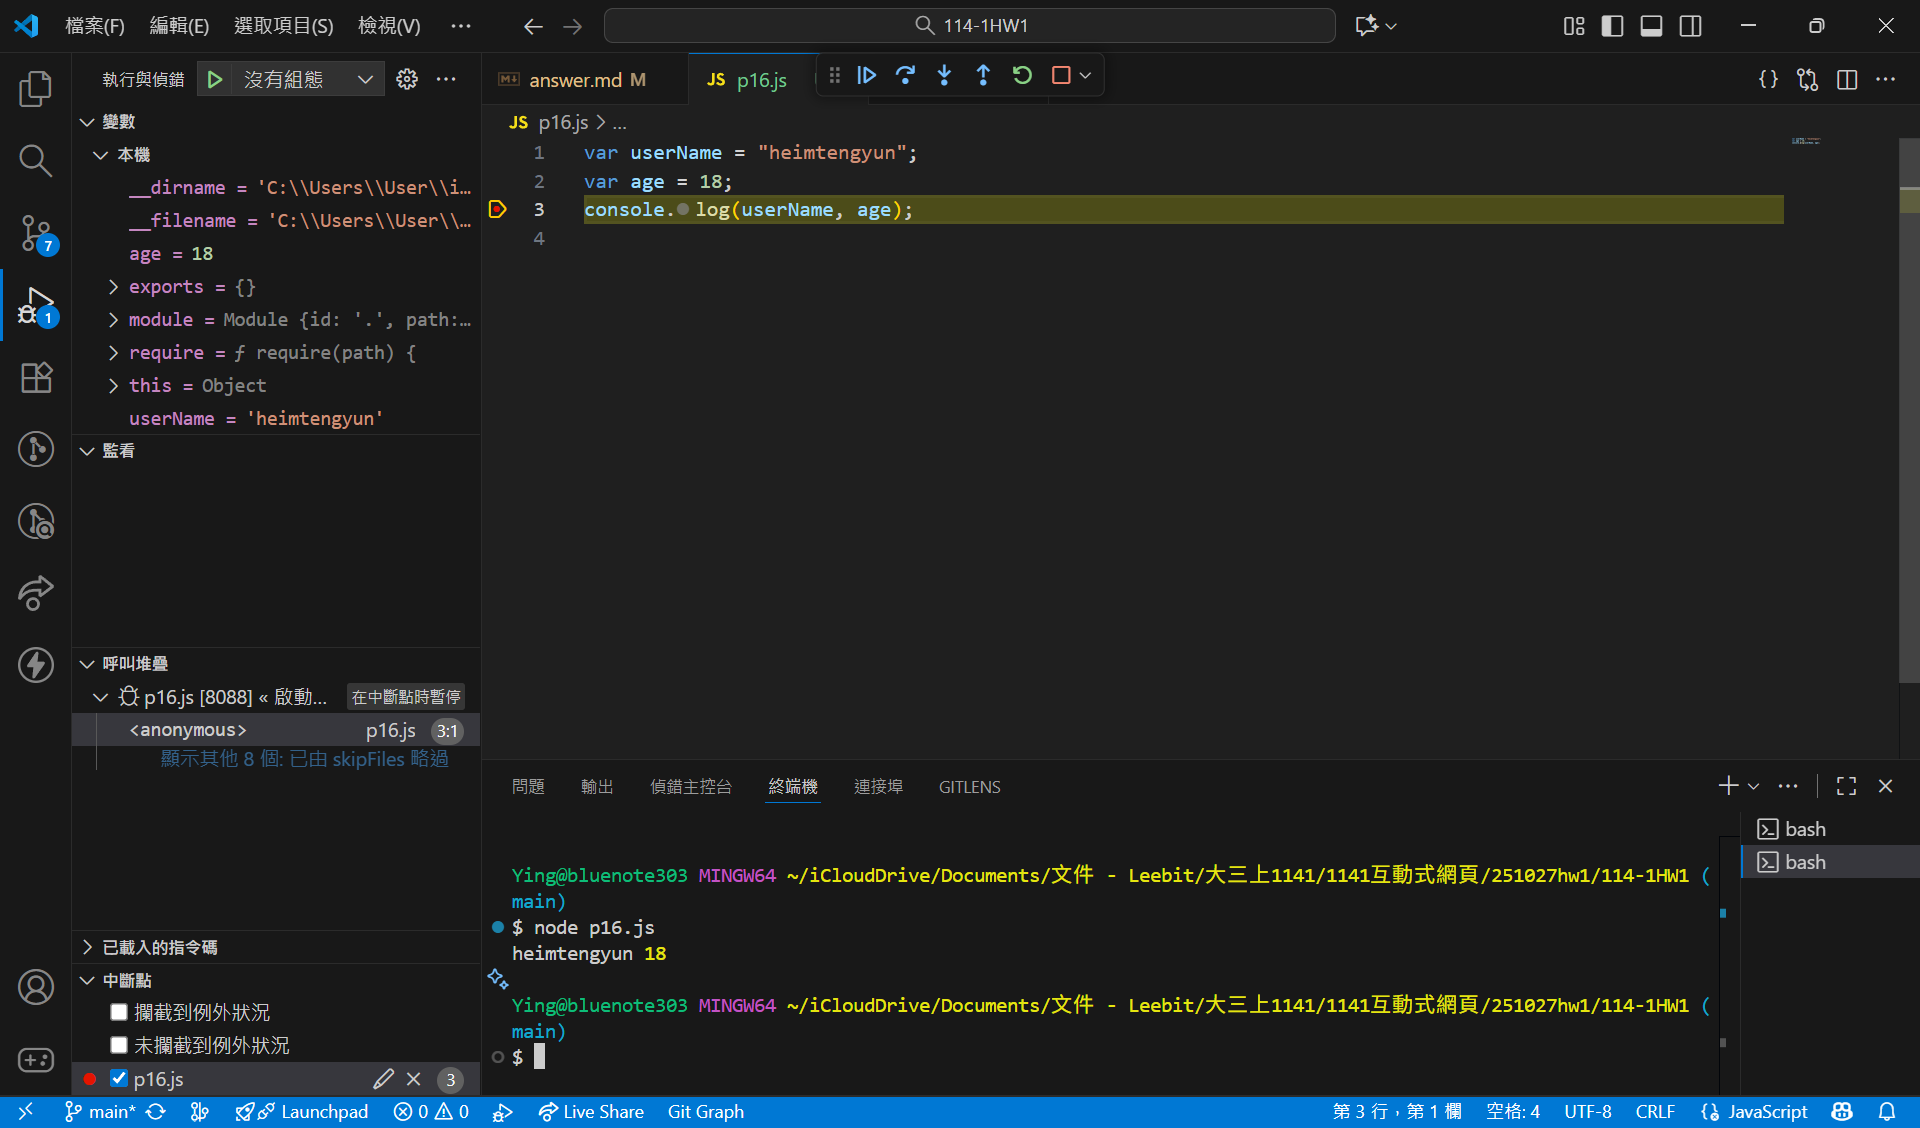 檔案(F) 編輯(E) 選取項目(S) 檢視(V) ··· 114-1HW1
執行與偵錯 沒有組態 ···
變數
本機
__dirname = 'C:\\Users\\User\\i…
__filename = 'C:\\Users\\User\\…
age = 18
exports = {}
module = Module {id: '.', path:…
require = ƒ require(path) {
this = Object
userName = 'heimtengyun'
監看
呼叫堆疊
p16.js [8088] « 啟動… 在中斷點時暫停
<anonymous> p16.js 3:1
顯示其他 8 個: 已由 skipFiles 略過
已載入的指令碼
中斷點
攔截到例外狀況
未攔截到例外狀況
p16.js 3
7
1
answer.md M
JS p16.js
JS p16.js > ...
1 var userName = "heimtengyun";
2 var age = 18;
3 console.log(userName, age);
4
問題 輸出 偵錯主控台 終端機 連接埠 GITLENS
Ying@bluenote303 MINGW64 ~/iCloudDrive/Documents/文件 - Leebit/大三上1141/1141互動式網頁/251027hw1/114-1HW1 (
main)
$ node p16.js
heimtengyun 18
Ying@bluenote303 MINGW64 ~/iCloudDrive/Documents/文件 - Leebit/大三上1141/1141互動式網頁/251027hw1/114-1HW1 (
main)
$
bash
bash
main* Launchpad 0 0 Live Share Git Graph 第 3 行，第 1 欄 空格: 4 UTF-8 CRLF JavaScript